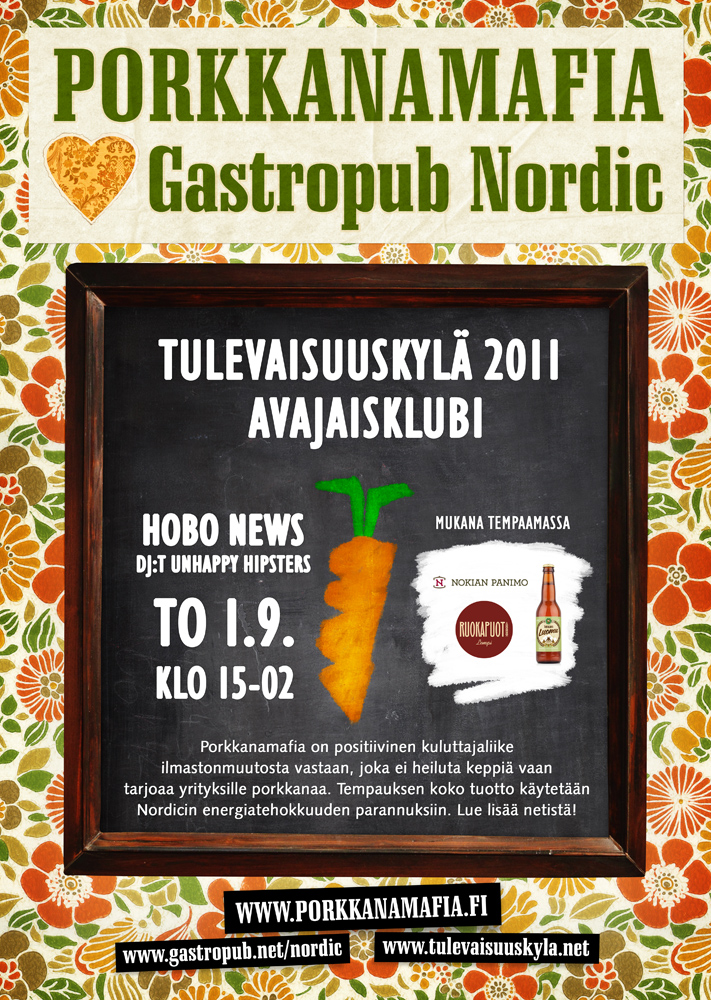 PORKKANAMAFIA
Gastropub Nordic
TULEVAISUUSKYLÄ 2011
AVAJAISKLUBI
HOBO NEWS
DJ:T UNHAPPY HIPSTERS
TO 1.9.
KLO 15-02
MUKANA TEMPAAMASSA
N NOKIAN PANIMO
RUOKAPUOTI
Lumo
Porkkanamafia on positiivinen kuluttajaliike
ilmastonmuutosta vastaan, joka ei heiluta keppiä vaan
tarjoaa yrityksille porkkanaa. Tempauksen koko tuotto käytetään
Nordicin energiatehokkuuden parannuksiin. Lue lisää netistä!
WWW.PORKKANAMAFIA.FI
www.gastropub.net/nordic
www.tulevaisuuskyla.net